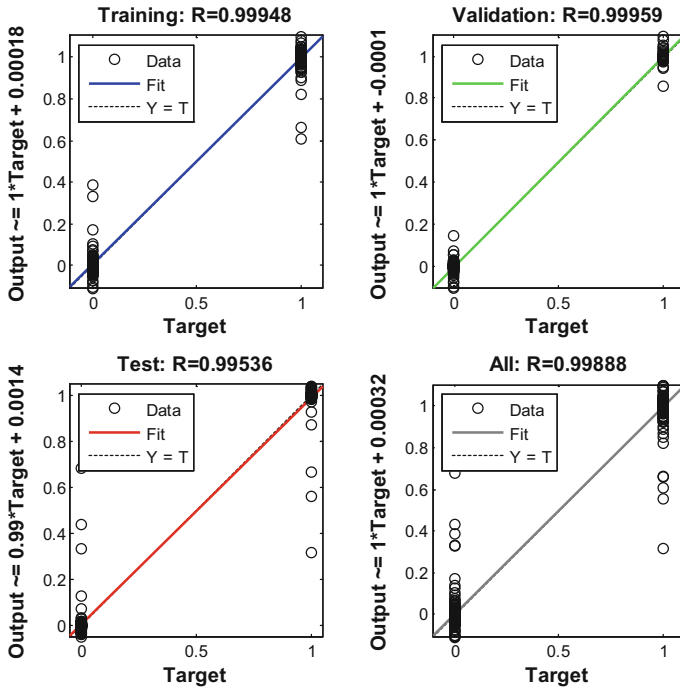 Training: R=0.99948
Output ~= 1*Target + 0.00018
1
0.8
0.6
0.4
0.2
0
Data
Fit
Y = T
0
0.5
1
Target
Validation: R=0.99959
Output ~= 1*Target + -0.0001
1
0.8
0.6
0.4
0.2
0
Data
Fit
Y = T
0
0.5
1
Target
Test: R=0.99536
Output ~= 0.99*Target + 0.0014
1
0.8
0.6
0.4
0.2
0
Data
Fit
Y = T
0
0.5
1
Target
All: R=0.99888
Output ~= 1*Target + 0.00032
1
0.8
0.6
0.4
0.2
0
Data
Fit
Y = T
0
0.5
1
Target